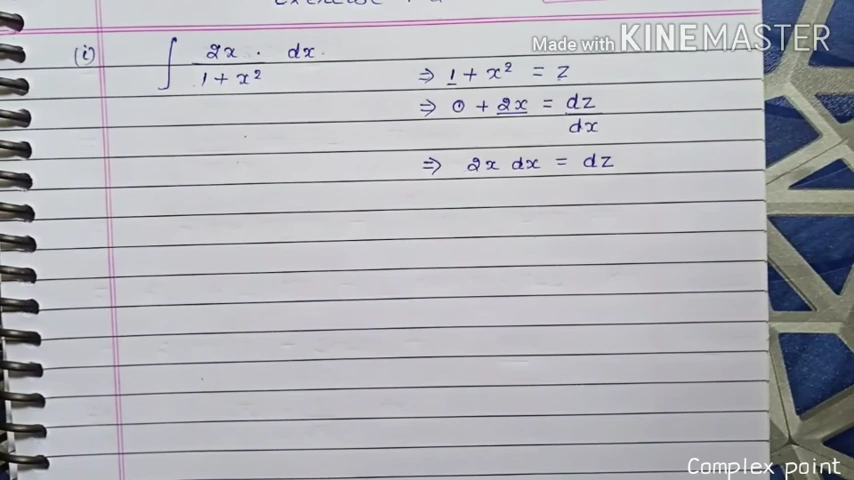 (i) ∫ 2x . dx.
1 + x²
⇒ 1 + x² = z
⇒ 0 + 2x = dz
dx
⇒ 2x dx = dz
Made with KINEMASTER
Complex point